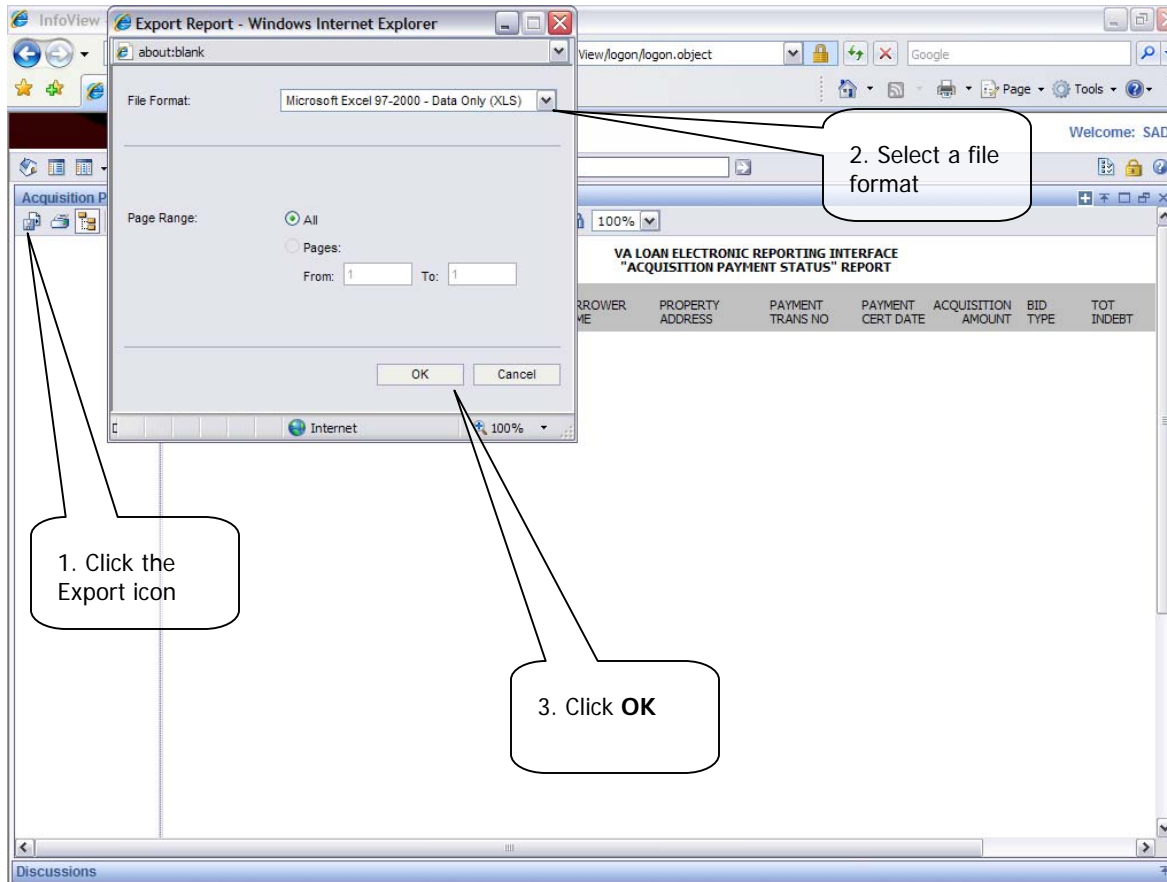 InfoView
Export Report - Windows Internet Explorer
about:blank
View/logon/logon.object
Google
Page
Tools
File Format:
Microsoft Excel 97-2000 - Data Only (XLS)
2. Select a file
format
Welcome: SAD
Acquisition P
Page Range:
All
100%
Pages:
From: 1 To: 1
VA LOAN ELECTRONIC REPORTING INTERFACE
"ACQUISITION PAYMENT STATUS" REPORT
RROWER PROPERTY PAYMENT PAYMENT ACQUISITION BID TOT
ME ADDRESS TRANS NO CERT DATE AMOUNT TYPE INDEBT
OK Cancel
Internet 100%
1. Click the
Export icon
3. Click OK
Discussions